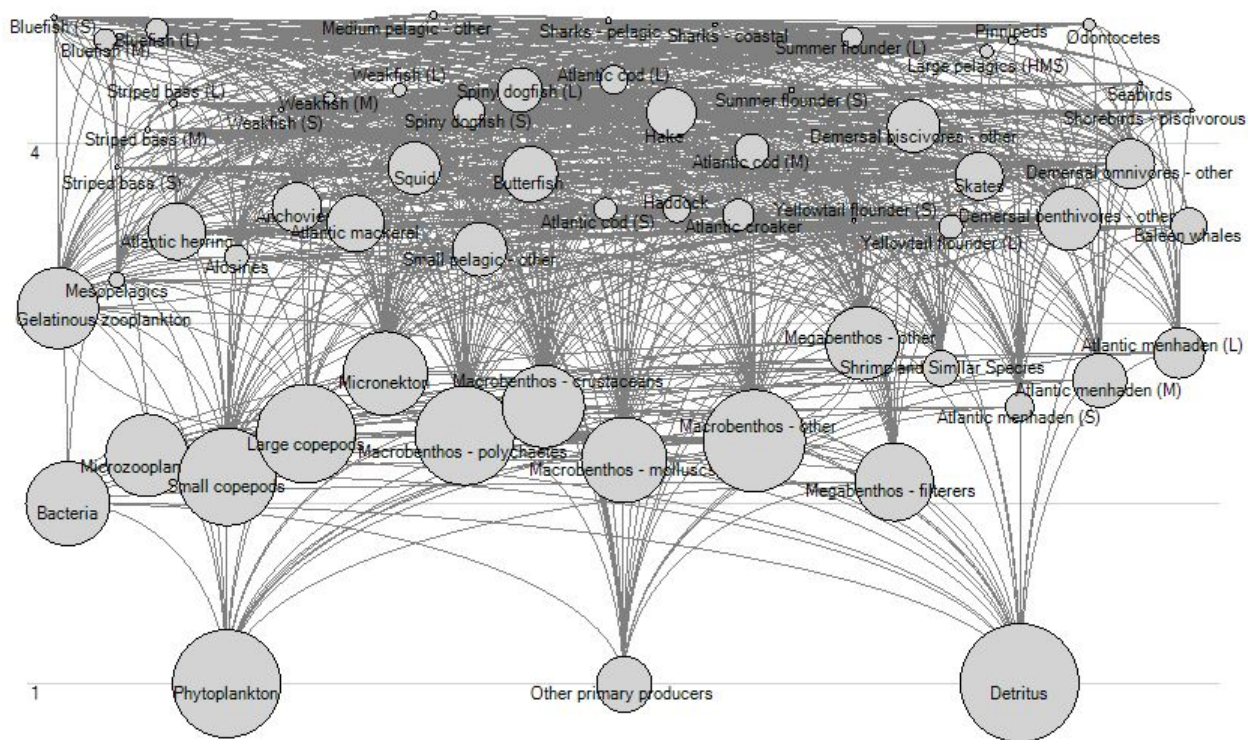 Bluefish (S)
Medium pelagic - other
Sharks - pelagic
Sharks - coastal
Pinnipeds
Odontocetes
Bluefish (L)
Bluefish (M)
Summer flounder (L)
Large pelagics (HMS)
Weakfish (L)
Atlantic cod (L)
Striped bass (L)
Spiny dogfish (L)
Seabirds
Weakfish (M)
Summer flounder (S)
Weakfish (S)
Spiny dogfish (S)
Shorebirds - piscivorous
Striped bass (M)
Hake
Demersal piscivores - other
4
Atlantic cod (M)
Striped bass (S)
Squid
Butterfish
Skates
Demersal omnivores - other
Haddock
Anchovies
Atlantic cod (S)
Yellowtail flounder (S)
Demersal benthivores - other
Atlantic mackeral
Atlantic croaker
Baleen whales
Atlantic herring
Yellowtail flounder (L)
Alosines
Small pelagic - other
Mesopelagics
Gelatinous zooplankton
Megabenthos - other
Atlantic menhaden (L)
Shrimp and Similar Species
Micronekton
Macrobenthos - crustaceans
Atlantic menhaden (M)
Atlantic menhaden (S)
Macrobenthos - other
Large copepods
Macrobenthos - polychaetes
Microzooplan
Macrobenthos - molluscs
Small copepods
Megabenthos - filterers
Bacteria
1
Phytoplankton
Other primary producers
Detritus